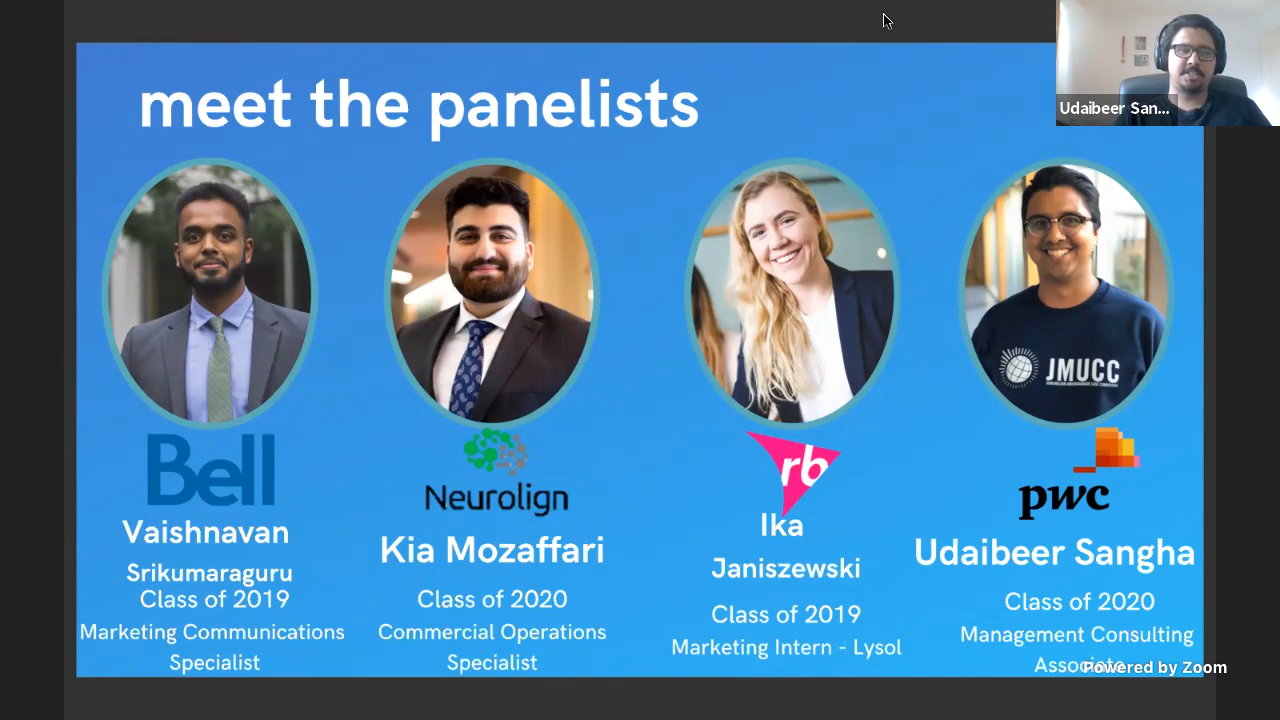 meet the panelists
Udaibeer San...
JMUCC
Bell
Neurolign
rb
pwc
Vaishnavan
Srikumaraguru
Class of 2019
Marketing Communications
Specialist
Kia Mozaffari
Class of 2020
Commercial Operations
Specialist
Ika
Janiszewski
Class of 2019
Marketing Intern - Lysol
Udaibeer Sangha
Class of 2020
Management Consulting
Associate
Powered by Zoom